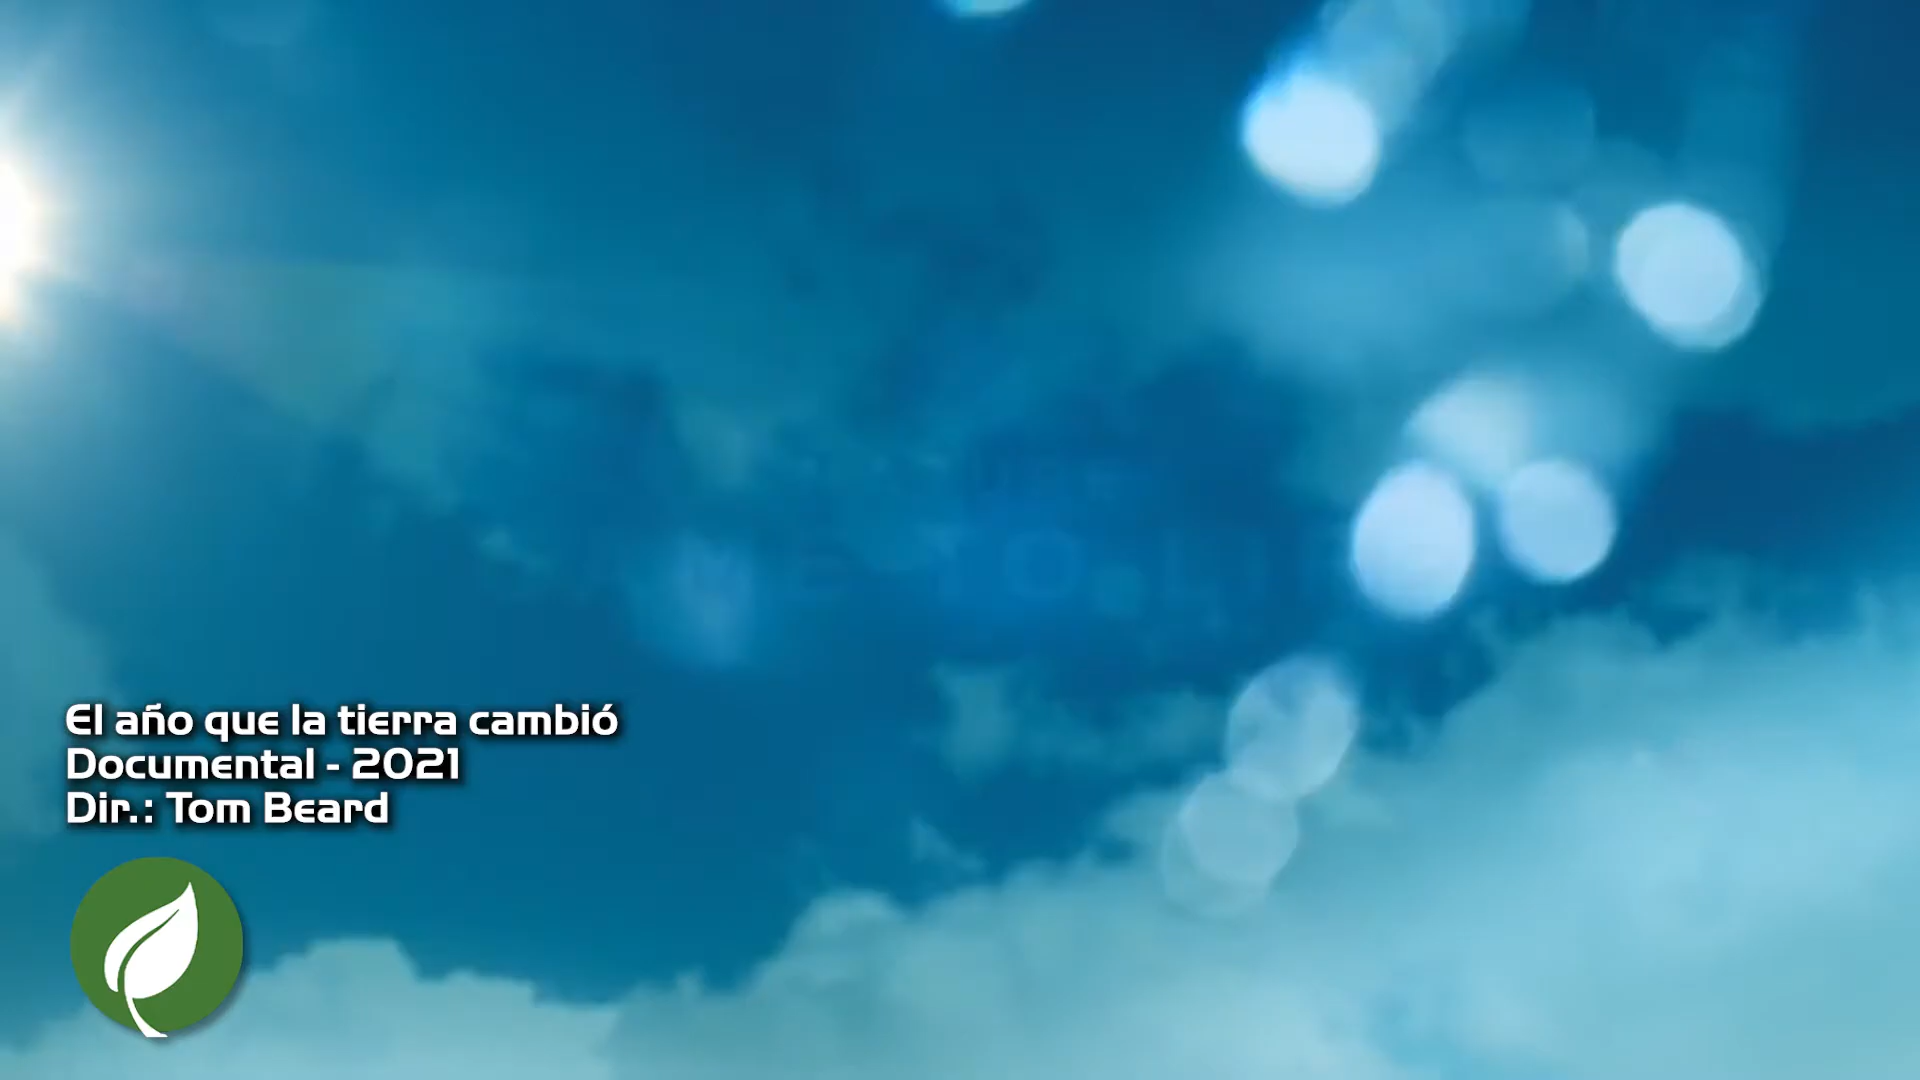 El año que la tierra cambió
Documental - 2021
Dir.: Tom Beard